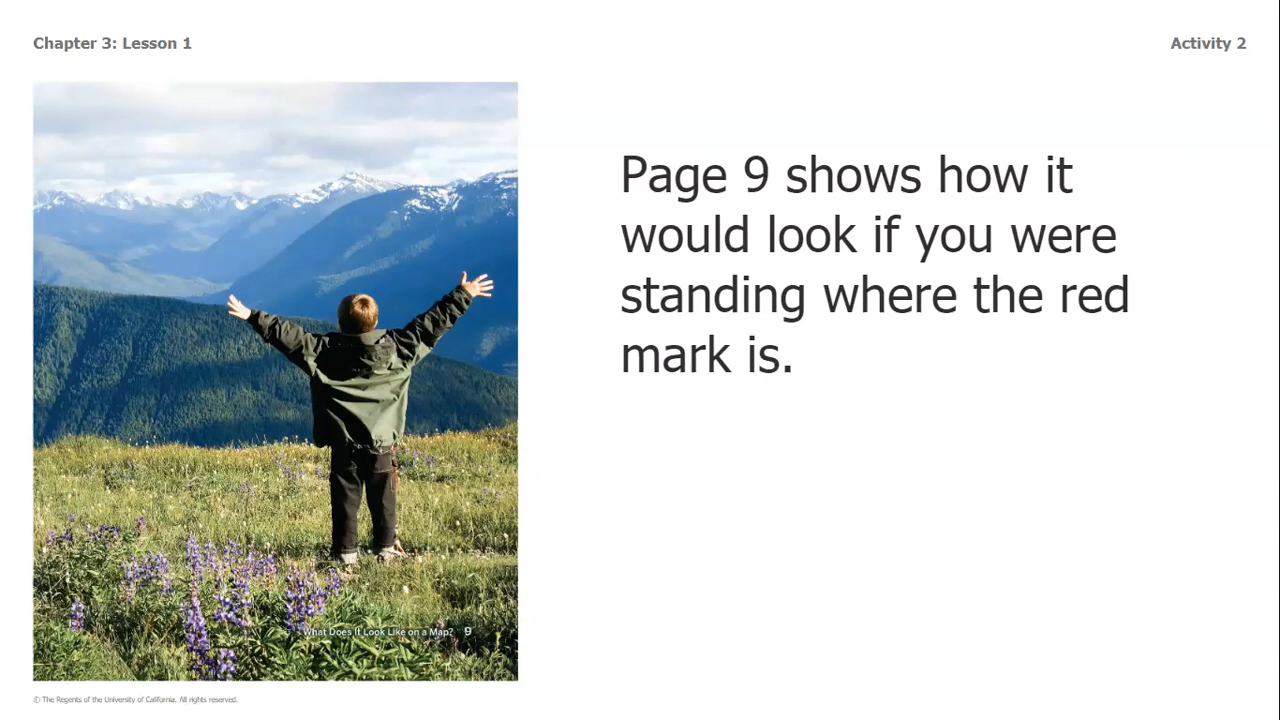 Chapter 3: Lesson 1
Activity 2
Page 9 shows how it
would look if you were
standing where the red
mark is.
What Does It Look Like on a Map? 9
© The Regents of the University of California. All rights reserved.